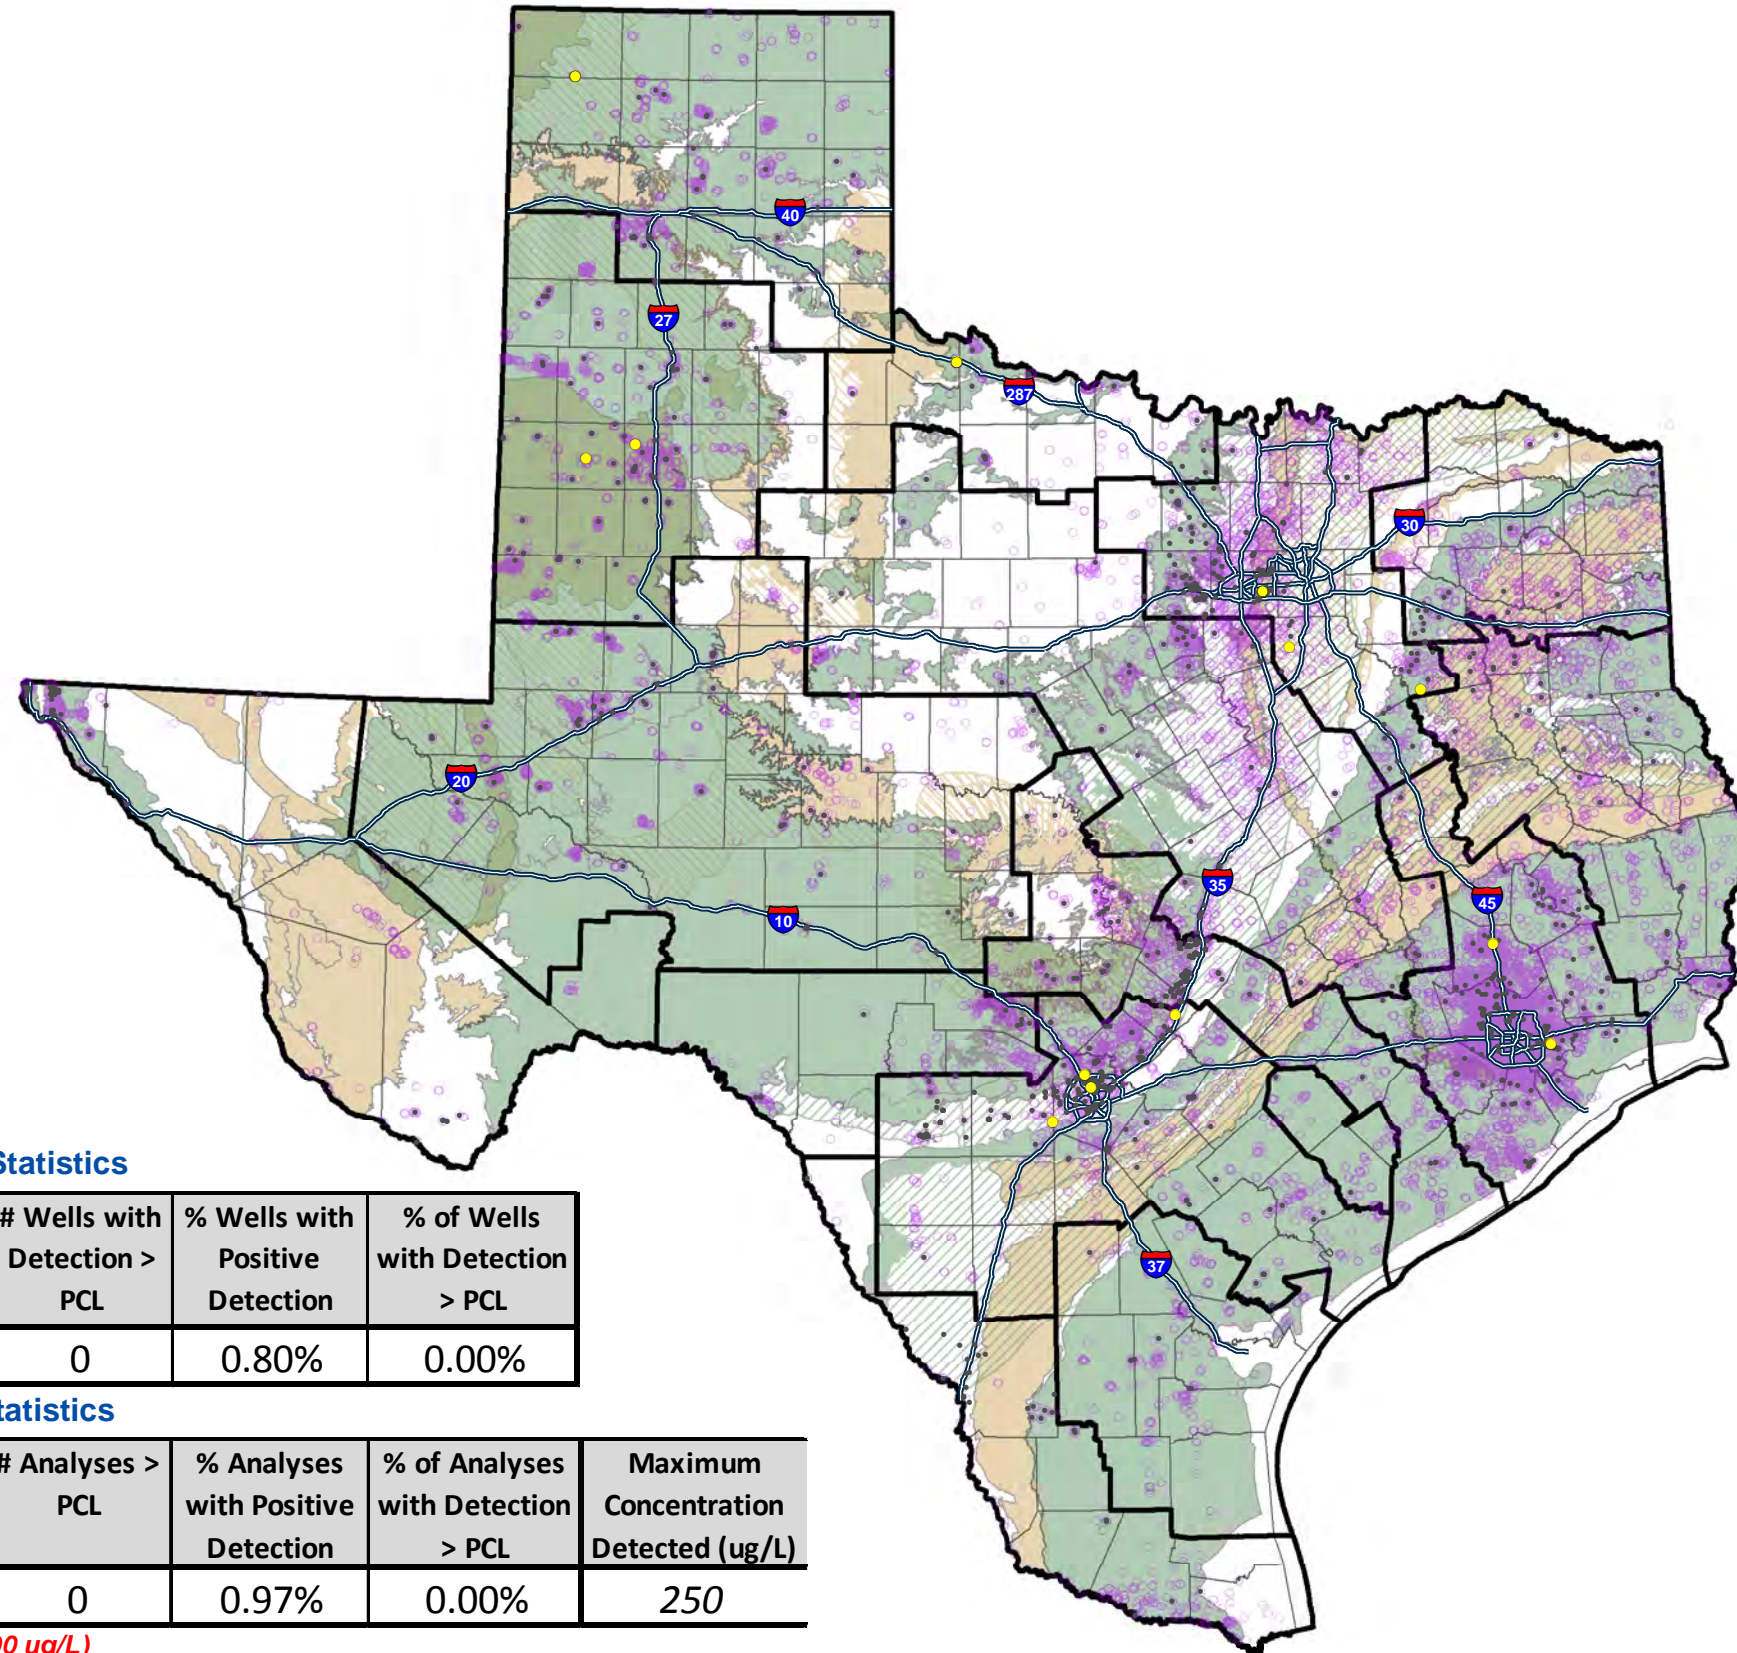 40
27
287
30
20
35
45
10
37
Statistics
# Wells with Detection > PCL
% Wells with Positive Detection
% of Wells with Detection > PCL
0
0.80%
0.00%
tatistics
# Analyses > PCL
% Analyses with Positive Detection
% of Analyses with Detection > PCL
Maximum Concentration Detected (ug/L)
0
0.97%
0.00%
250
00 ug/L)